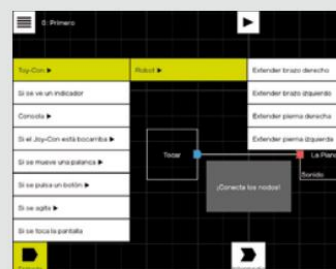 5: Primero
Toy-Con ▶
Robot ▶
Extender brazo derecho
Si se ve un indicador
Extender brazo izquierdo
Consola ▶
Extender pierna derecha
Si el Joy-Con está bocarriba ▶
Extender pierna izquierda
Si se mueve una palanca ▶
Tocar
La Plano
Sonido
Si se pulsa un botón ▶
¡Conecta los nodos!
Si se agita ▶
Si se toca la pantalla